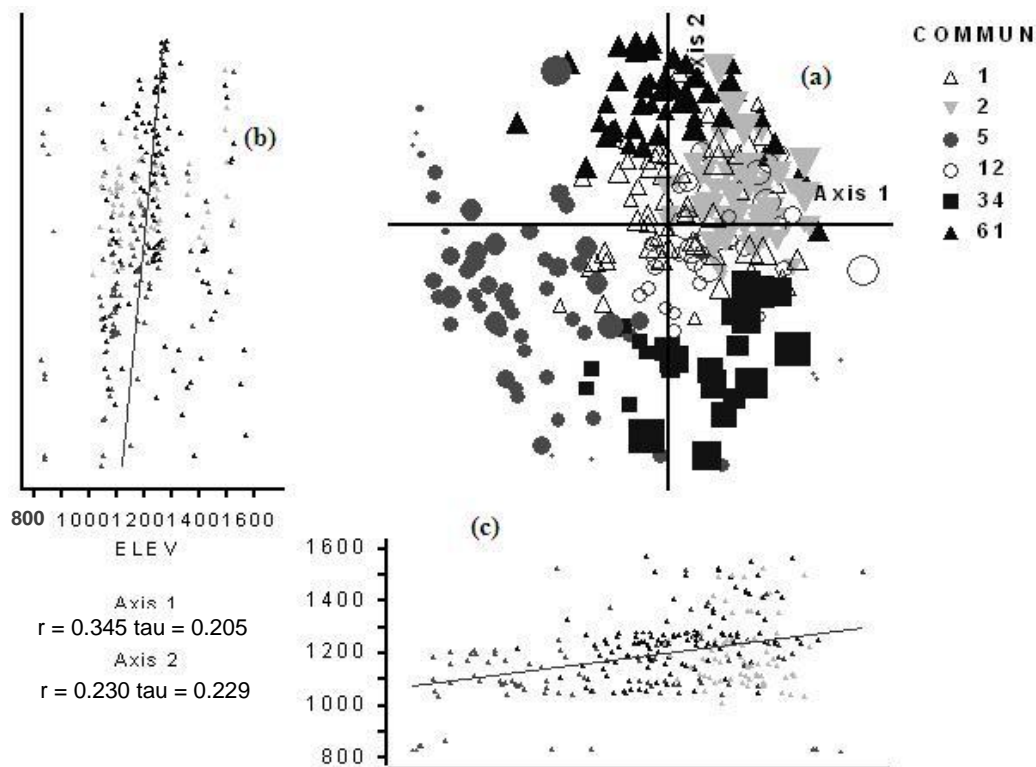 COMMUN
1
2
5
12
34
61
(a)
Axis 2
Axis 1
(b)
800 1000 1200 1400 1600
ELEV
Axis 1
r = 0.345 tau = 0.205
Axis 2
r = 0.230 tau = 0.229
(c)
1600
1400
1200
1000
800